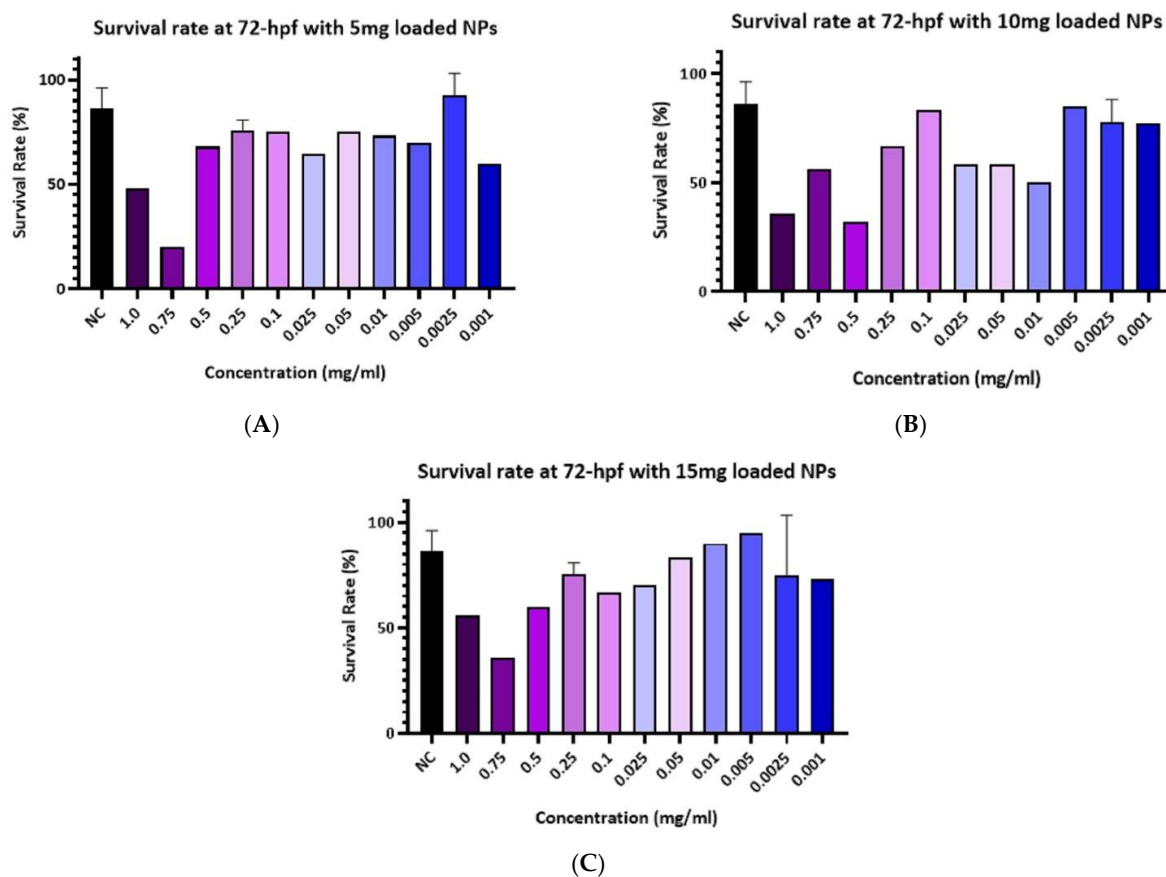 Survival rate at 72-hpf with 5mg loaded NPs
Survival Rate (%)
100
50
0
NC 1.0 0.75 0.5 0.25 0.1 0.025 0.05 0.01 0.005 0.0025 0.001
Concentration (mg/ml)
(A)
Survival rate at 72-hpf with 10mg loaded NPs
Survival Rate (%)
100
50
0
NC 1.0 0.75 0.5 0.25 0.1 0.025 0.05 0.01 0.005 0.0025 0.001
Concentration (mg/ml)
(B)
Survival rate at 72-hpf with 15mg loaded NPs
Survival Rate (%)
100
50
0
NC 1.0 0.75 0.5 0.25 0.1 0.025 0.05 0.01 0.005 0.0025 0.001
Concentration (mg/ml)
(C)